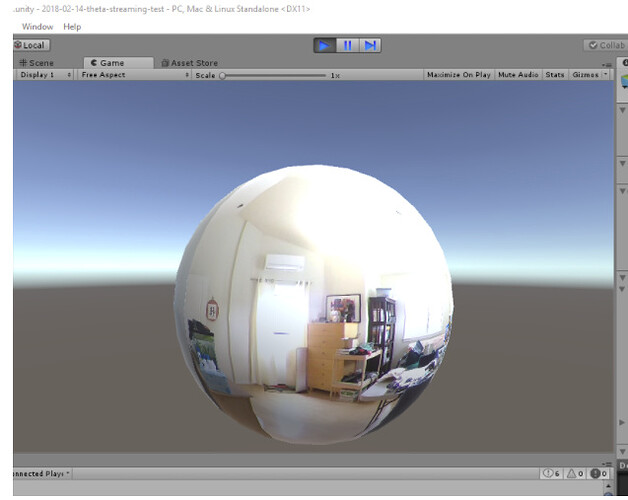 .unity - 2018-02-14-theta-streaming-test - PC, Mac & Linux Standalone <DX11>
Window Help
Local
Collab
Scene Game Asset Store
Display 1 Free Aspect Scale 1x Maximize On Play Mute Audio Stats Gizmos
nnected Playe
6 0 0